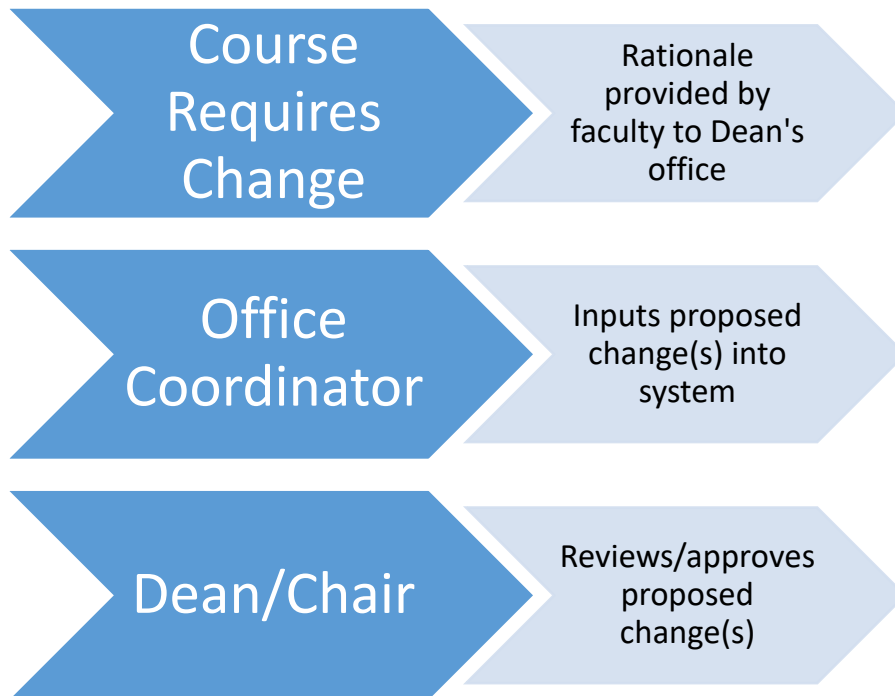 Course
Requires
Change
Rationale
provided by
faculty to Dean's
office
Office
Coordinator
Inputs proposed
change(s) into
system
Dean/Chair
Reviews/approves
proposed
change(s)